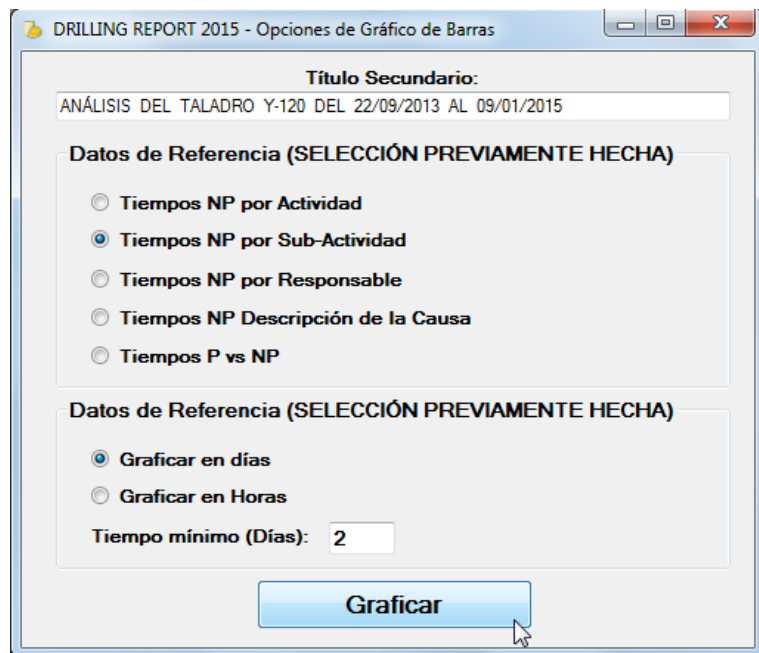 DRILLING REPORT 2015 - Opciones de Gráfico de Barras
Título Secundario:
ANÁLISIS DEL TALADRO Y-120 DEL 22/09/2013 AL 09/01/2015
Datos de Referencia (SELECCIÓN PREVIAMENTE HECHA)
Tiempos NP por Actividad
Tiempos NP por Sub-Actividad
Tiempos NP por Responsable
Tiempos NP Descripción de la Causa
Tiempos P vs NP
Datos de Referencia (SELECCIÓN PREVIAMENTE HECHA)
Graficar en días
Graficar en Horas
Tiempo mínimo (Días): 2
Graficar